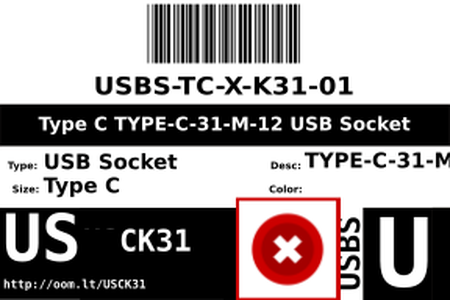 USBS-TC-X-K31-01
Type C TYPE-C-31-M-12 USB Socket
Type: USB Socket
Desc: TYPE-C-31-M
Size: Type C
Color:
US CK31
USBS
U
http://oom.lt/USCK31